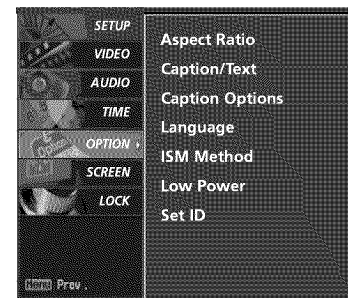 SETUP
VIDEO
AUDIO
TIME
OPTION
SCREEN
LOCK
Menu Prev.
Aspect Ratio
Caption/Text
Caption Options
Language
ISM Method
Low Power
Set ID